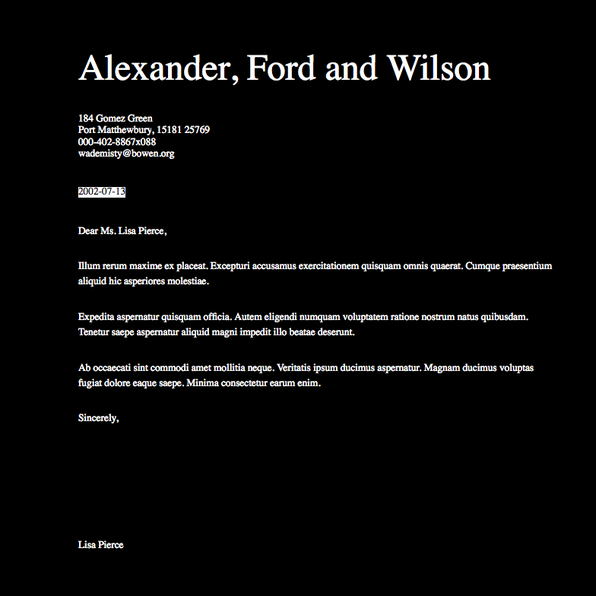 Alexander, Ford and Wilson
184 Gomez Green
Port Matthewbury, 15181 25769
000-402-8867x088
wademisty@bowen.org
2002-07-13
Dear Ms. Lisa Pierce,
Illum rerum maxime ex placeat. Excepturi accusamus exercitationem quisquam omnis quaerat. Cumque praesentium
aliquid hic asperiores molestiae.
Expedita aspernatur quisquam officia. Autem eligendi numquam voluptatem ratione nostrum natus quibusdam.
Tenetur saepe aspernatur aliquid magni impedit illo beatae deserunt.
Ab occaecati sint commodi amet mollitia neque. Veritatis ipsum ducimus aspernatur. Magnam ducimus voluptas
fugiat dolore eaque saepe. Minima consectetur earum enim.
Sincerely,
Lisa Pierce